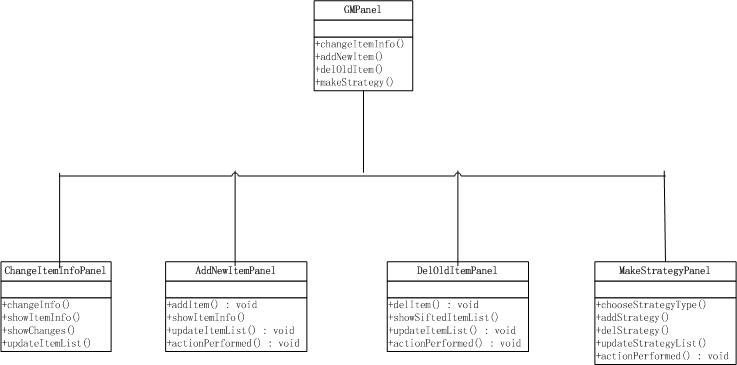 GMPanel
+changeItemInfo()
+addNewItem()
+delOldItem()
+makeStrategy()
ChangeItemInfoPanel
+changeInfo()
+showItemInfo()
+showChanges()
+updateItemList()
AddNewItemPanel
+addItem() : void
+showItemInfo()
+updateItemList() : void
+actionPerformed() : void
DelOldItemPanel
+delItem() : void
+showSiftedItemList()
+updateItemList() : void
+actionPerformed() : void
MakeStrategyPanel
+chooseStrategyType()
+addStrategy()
+delStrategy()
+updateStrategyList()
+actionPerformed() : void